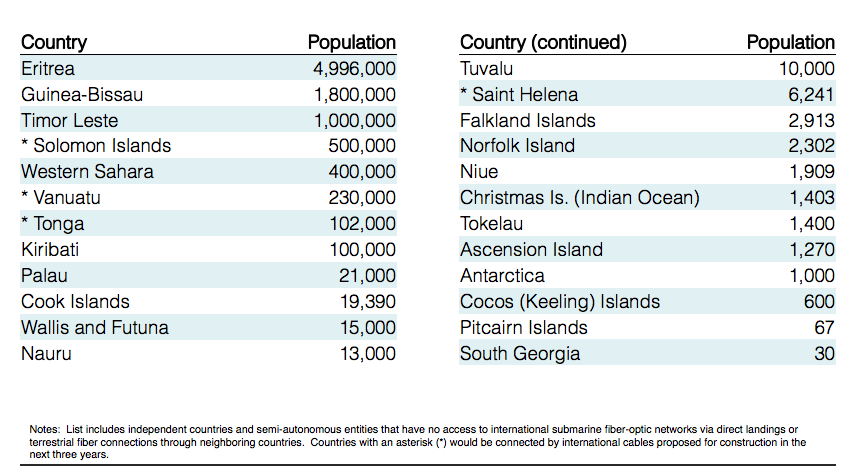 Country Population
Eritrea 4,996,000
Guinea-Bissau 1,800,000
Timor Leste 1,000,000
* Solomon Islands 500,000
Western Sahara 400,000
* Vanuatu 230,000
* Tonga 102,000
Kiribati 100,000
Palau 21,000
Cook Islands 19,390
Wallis and Futuna 15,000
Nauru 13,000
Country (continued) Population
Tuvalu 10,000
* Saint Helena 6,241
Falkland Islands 2,913
Norfolk Island 2,302
Niue 1,909
Christmas Is. (Indian Ocean) 1,403
Tokelau 1,400
Ascension Island 1,270
Antarctica 1,000
Cocos (Keeling) Islands 600
Pitcairn Islands 67
South Georgia 30
Notes: List includes independent countries and semi-autonomous entities that have no access to international submarine fiber-optic networks via direct landings or
terrestrial fiber connections through neighboring countries. Countries with an asterisk (*) would be connected by international cables proposed for construction in the
next three years.